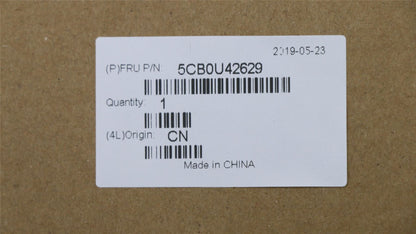 2019-05-23
(P)FRU P/N: 5CB0U42629
Quantity: 1
(4L)Origin: CN
Made in CHINA